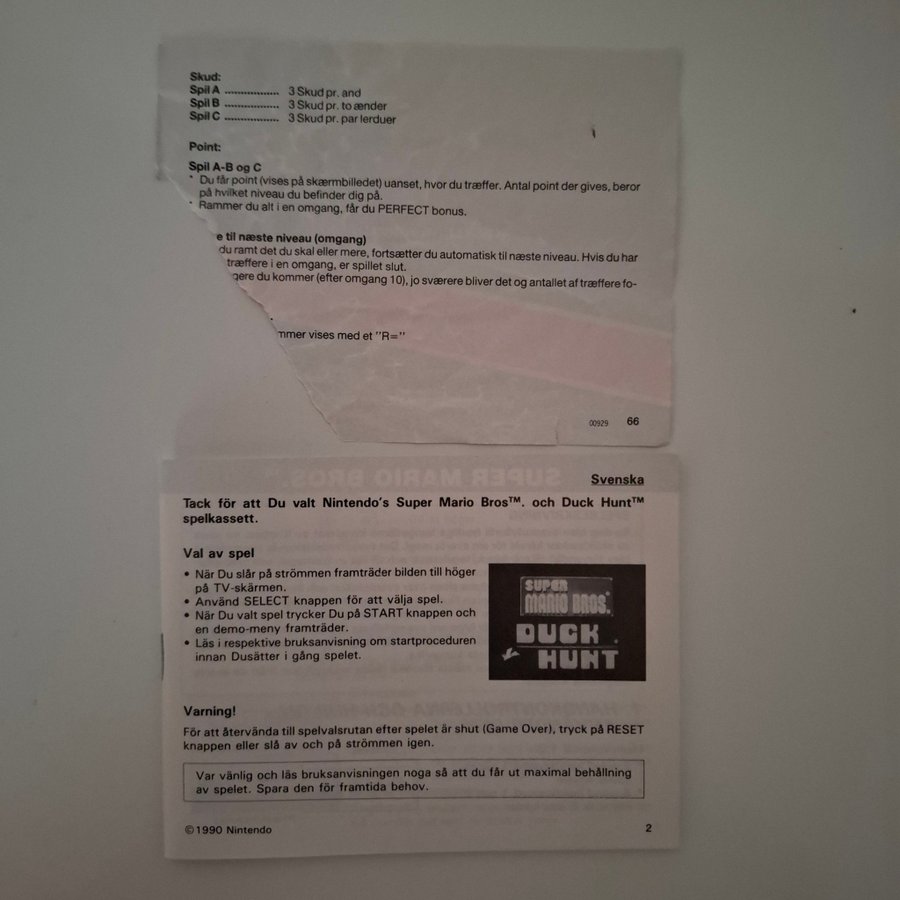 Skud:
Spil A ................. 3 Skud pr. and
Spil B ................. 3 Skud pr. to ænder
Spil C ................. 3 Skud pr. par lerduer
Point:
Spil A-B og C
* Du får point (vises på skærmbilledet) uanset, hvor du træffer. Antal point der gives, beror
på hvilket niveau du befinder dig på.
* Rammer du alt i en omgang, får du PERFECT bonus.
e til næste niveau (omgang)
du ramt det du skal eller mere, fortsætter du automatisk til næste niveau. Hvis du har
træffere i en omgang, er spillet slut.
gere du kommer (efter omgang 10), jo sværere bliver det og antallet af træffere fo-
mmer vises med et "R="
00929 66
SUPER MARIO BROS.
Svenska
Tack för att Du valt Nintendo's Super Mario Bros™. och Duck Hunt™
spelkassett.
Val av spel
• När Du slår på strömmen framträder bilden till höger
på TV-skärmen.
• Använd SELECT knappen för att välja spel.
• När Du valt spel trycker Du på START knappen och
en demo-meny framträder.
• Läs i respektive bruksanvisning om startproceduren
innan Dusätter i gång spelet.
SUPER
MARIO BROS.
DUCK
HUNT
Varning!
För att återvända till spelvalsrutan efter spelet är shut (Game Over), tryck på RESET
knappen eller slå av och på strömmen igen.
Var vänlig och läs bruksanvisningen noga så att du får ut maximal behållning
av spelet. Spara den för framtida behov.
©1990 Nintendo
2